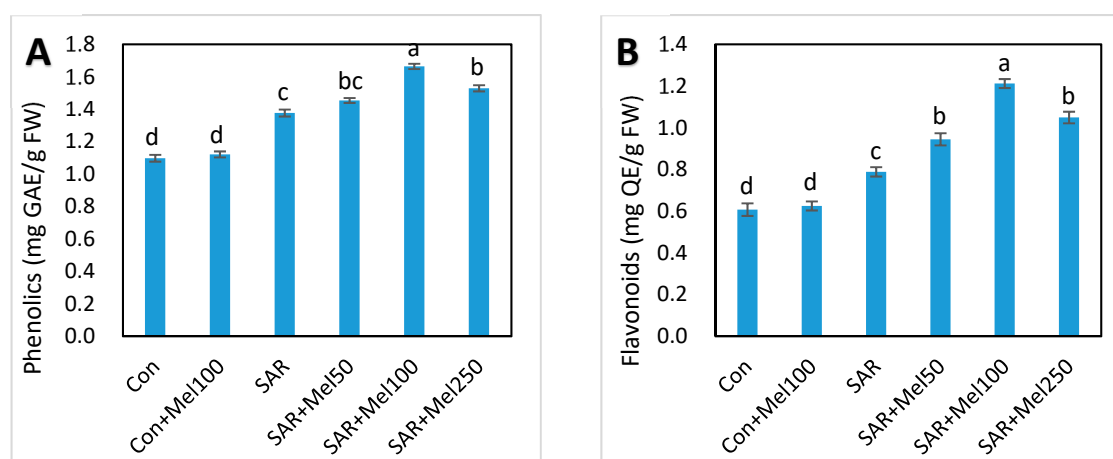 A
Phenolics (mg GAE/g FW)
1.8
1.6
1.4
1.2
1.0
0.8
0.6
0.4
0.2
0.0
d
d
c
bc
a
b
Con
Con+Mel100
SAR
SAR+Mel50
SAR+Mel100
SAR+Mel250
B
Flavonoids (mg QE/g FW)
1.4
1.2
1.0
0.8
0.6
0.4
0.2
0.0
d
d
c
b
a
b
Con
Con+Mel100
SAR
SAR+Mel50
SAR+Mel100
SAR+Mel250